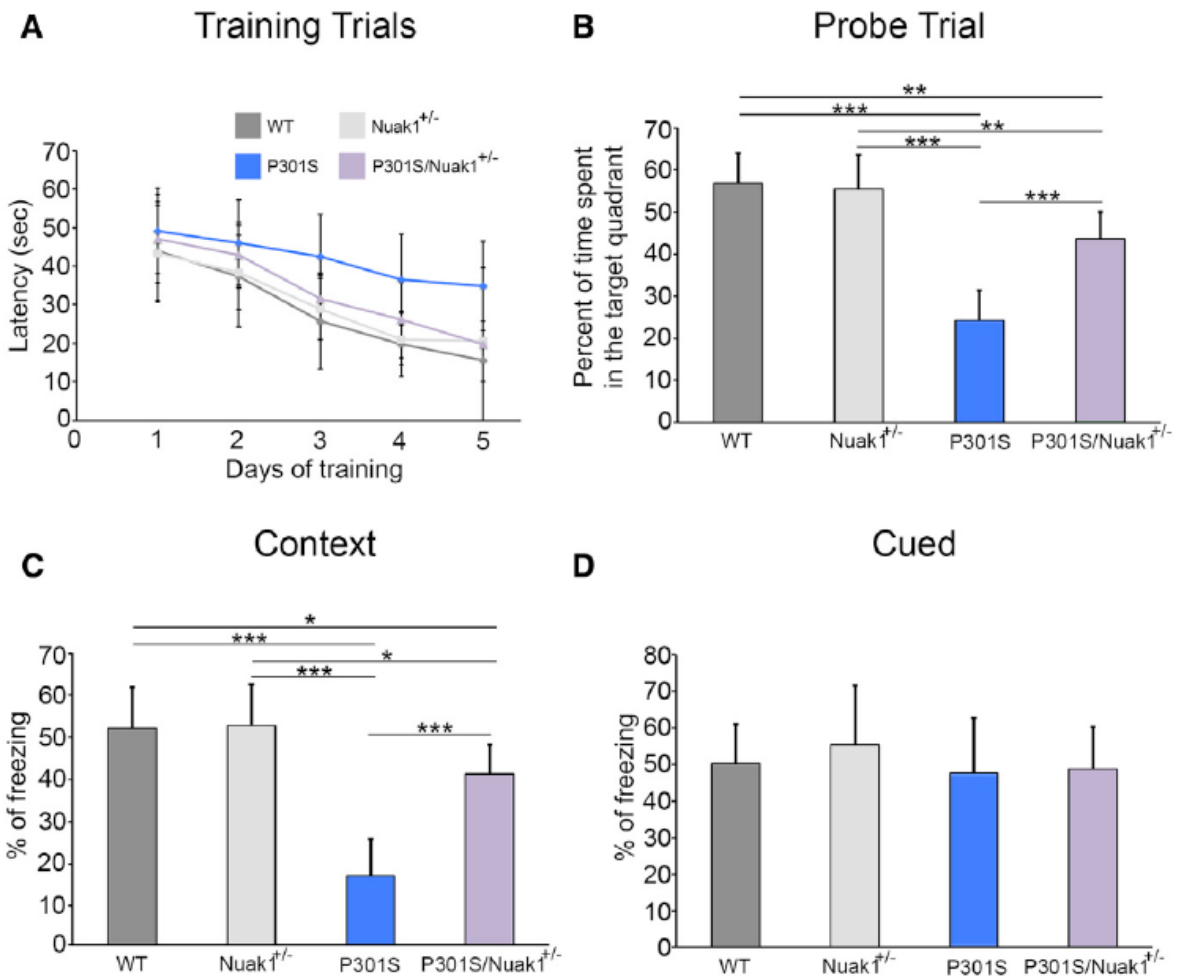 A Training Trials
WT
Nuak1+/-
P301S
P301S/Nuak1+/-
Latency (sec)
70
60
50
40
30
20
10
0
0 1 2 3 4 5
Days of training
B Probe Trial
**
***
**
***
***
Percent of time spent
in the target quadrant
70
60
50
40
30
20
10
0
WT Nuak1+/- P301S P301S/Nuak1+/-
C Context
*
***
*
***
***
% of freezing
70
60
50
40
30
20
10
0
WT Nuak1+/- P301S P301S/Nuak1+/-
D Cued
% of freezing
80
70
60
50
40
30
20
10
0
WT Nuak1+/- P301S P301S/Nuak1+/-